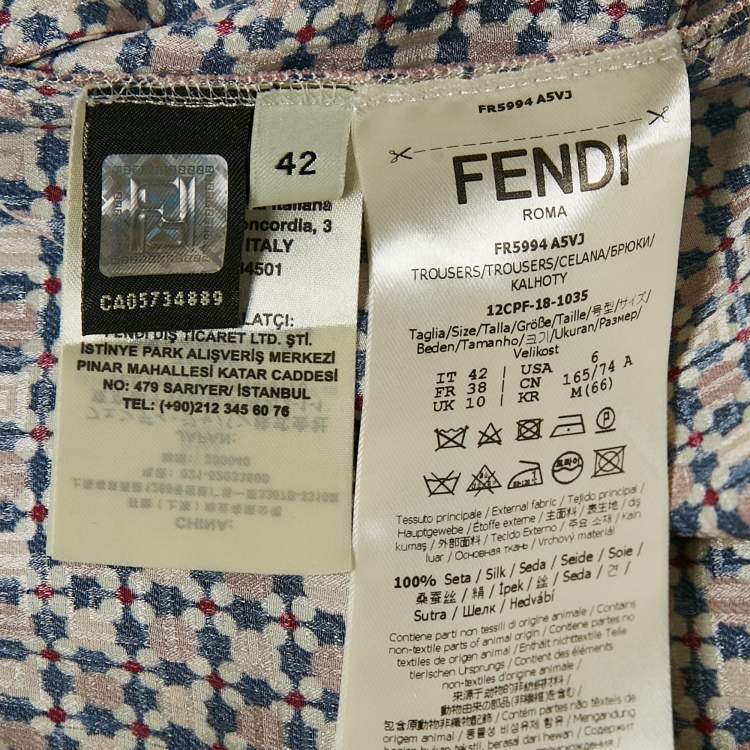 FR5994 A5VJ
FENDI
ROMA
FR5994 A5VJ
TROUSERS/TROUSERS/CELANA/БРЮКИ/
KALHOTY
12CPF-18-1035
Taglia/Size/Talla/Größe/Taille/号型/サイズ/
Beden/Tamanho/크기/Ukuran/Размер/
Velikost
IT 42 USA 6
FR 38 CN 165/74 A
UK 10 KR M(66)
Tessuto principale / External fabric / Tejido principal /
Hauptgewebe / Étoffe externe / 主面料 / 表生地 / dış
kumaş / 外部面料 / Tecido Externo / 주요 소재 / Kain
luar / Основная ткань / Vrchový materiál
100% Seta / Silk / Seda / Seide / Soie /
桑蚕丝 / 絹 / İpek / 丝 / Seda / 견 /
Sutra / Шелк / Hedvábí
Contiene parti non tessili di origine animale / Contains
non-textile parts of animal origin / Contiene partes no
textiles de origen animal / Enthält nichttextile Teile
tierischen Ursprungs / Contient des éléments
42
CA05734889
italiana
oncordia, 3
ITALY
04501
LATÇI:
FENDI DIŞ TİCARET LTD. ŞTİ.
İSTİNYE PARK ALIŞVERİŞ MERKEZİ
PINAR MAHALLESİ KATAR CADDESİ
NO: 479 SARIYER/ İSTANBUL
TEL: (+90)212 345 60 76
JAPAN:
CHINA: